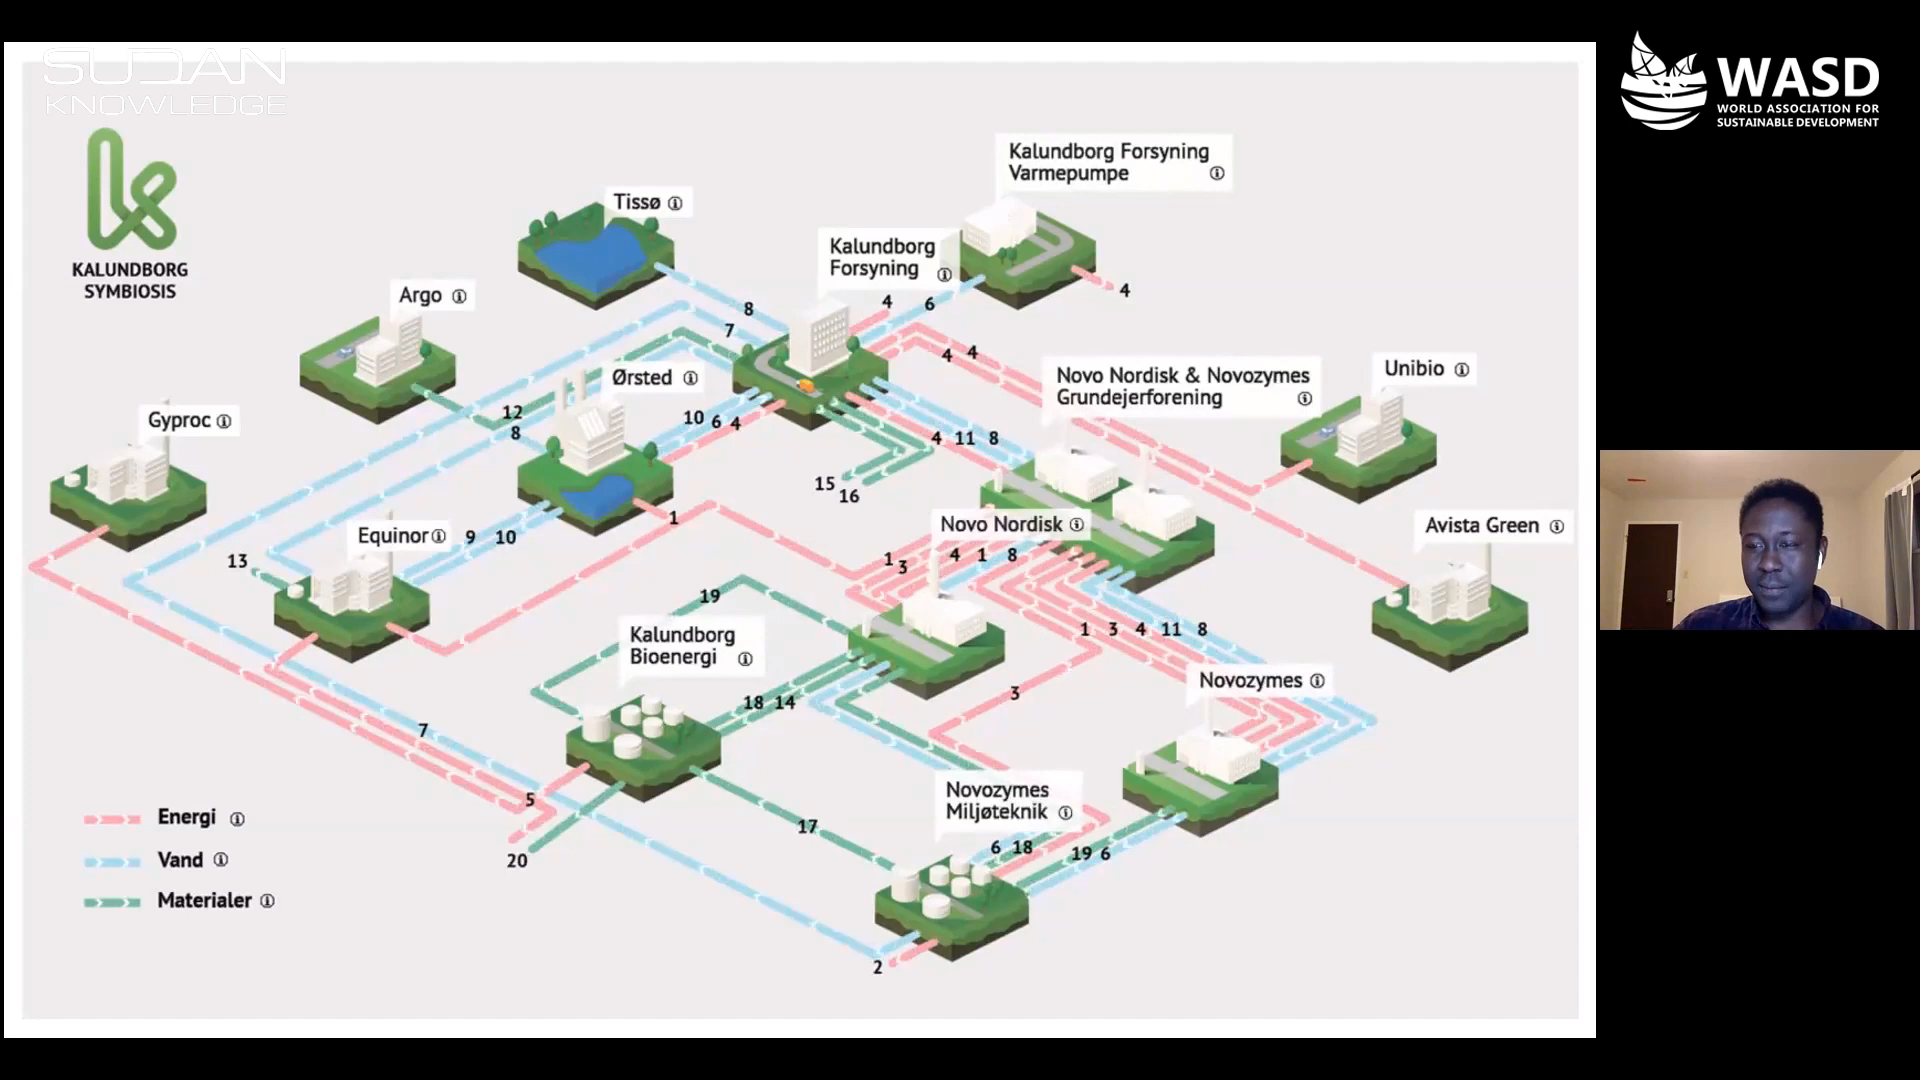 SUDAN
KNOWLEDGE
WASD
WORLD ASSOCIATION FOR
SUSTAINABLE DEVELOPMENT
KALUNDBORG
SYMBIOSIS
Kalundborg Forsyning
Varmepumpe
Tissø
Kalundborg
Forsyning
4
Argo
8
4
6
7
4 4
Novo Nordisk & Novozymes
Grundejerforening
Unibio
Ørsted
Gyproc
12
8
10 6 4
4 11 8
15
16
Equinor
9 10
1
Novo Nordisk
Avista Green
13
1
3
4 1 8
19
Kalundborg
Bioenergi
1 3 4 11 8
Novozymes
3
18 14
7
Novozymes
Miljøteknik
5
Energi
17
6 18
19 6
Vand
20
Materialer
2